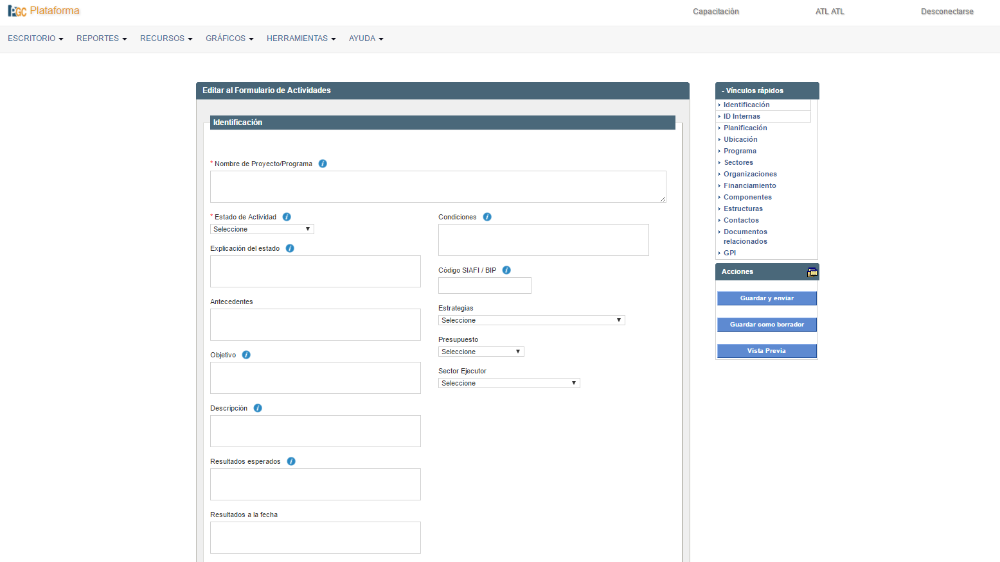 PGC Plataforma
Capacitación
ATL ATL
Desconectarse
ESCRITORIO
REPORTES
RECURSOS
GRÁFICOS
HERRAMIENTAS
AYUDA
Editar al Formulario de Actividades
Identificación
* Nombre de Proyecto/Programa i
* Estado de Actividad i
Seleccione
Explicación del estado i
Antecedentes
Objetivo i
Descripción i
Resultados esperados i
Resultados a la fecha
Condiciones i
Código SIAFI / BIP i
Estrategias
Seleccione
Presupuesto
Seleccione
Sector Ejecutor
Seleccione
- Vínculos rápidos
Identificación
ID Internas
Planificación
Ubicación
Programa
Sectores
Organizaciones
Financiamiento
Componentes
Estructuras
Contactos
Documentos
relacionados
GPI
Acciones
Guardar y enviar
Guardar como borrador
Vista Previa